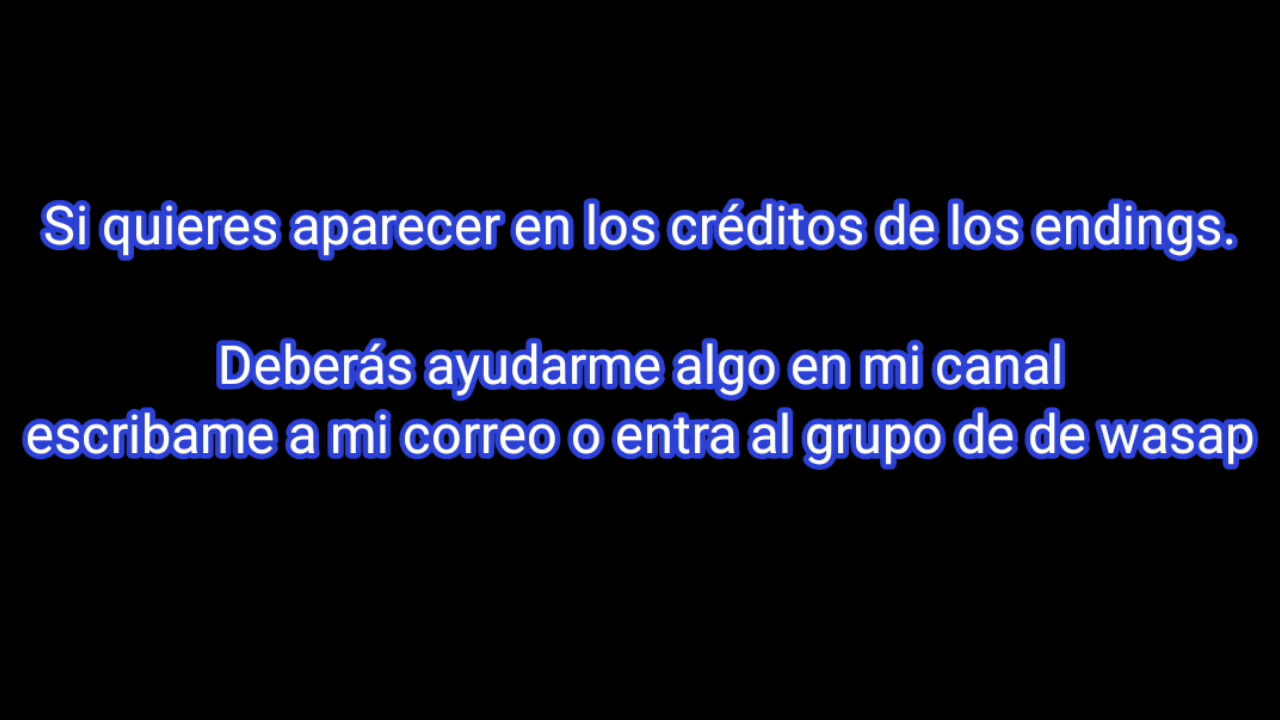 Si quieres aparecer en los créditos de los endings.
Deberás ayudarme algo en mi canal
escribame a mi correo o entra al grupo de de wasap